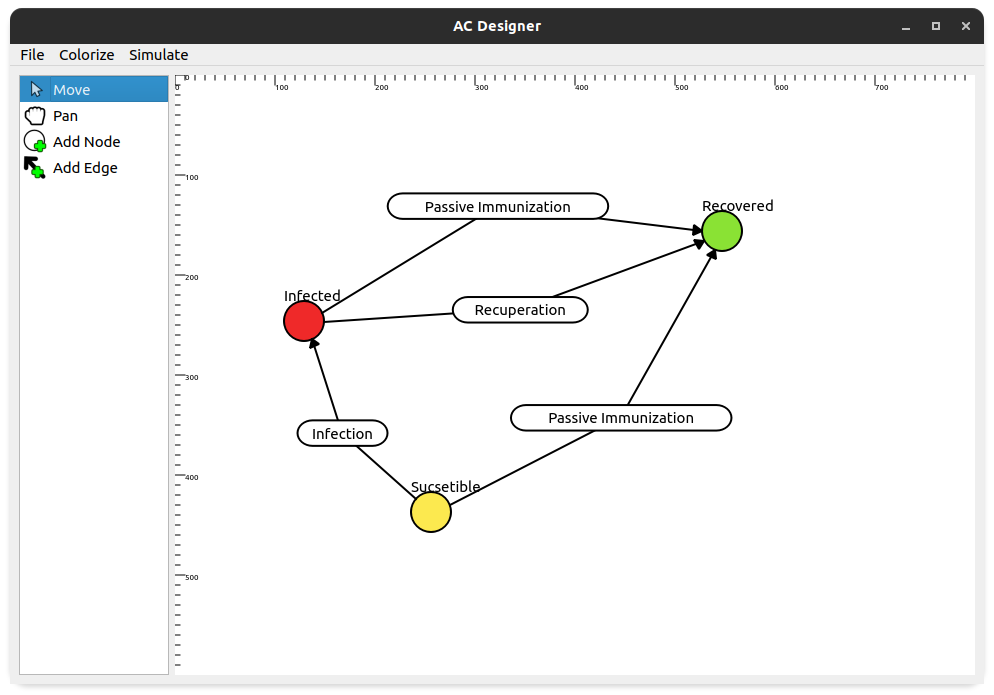 AC Designer
File Colorize Simulate
Move
Pan
Add Node
Add Edge
0 100 200 300 400 500 600 700
0
100
200
300
400
500
Passive Immunization
Recovered
Infected
Recuperation
Passive Immunization
Infection
Sucsetible